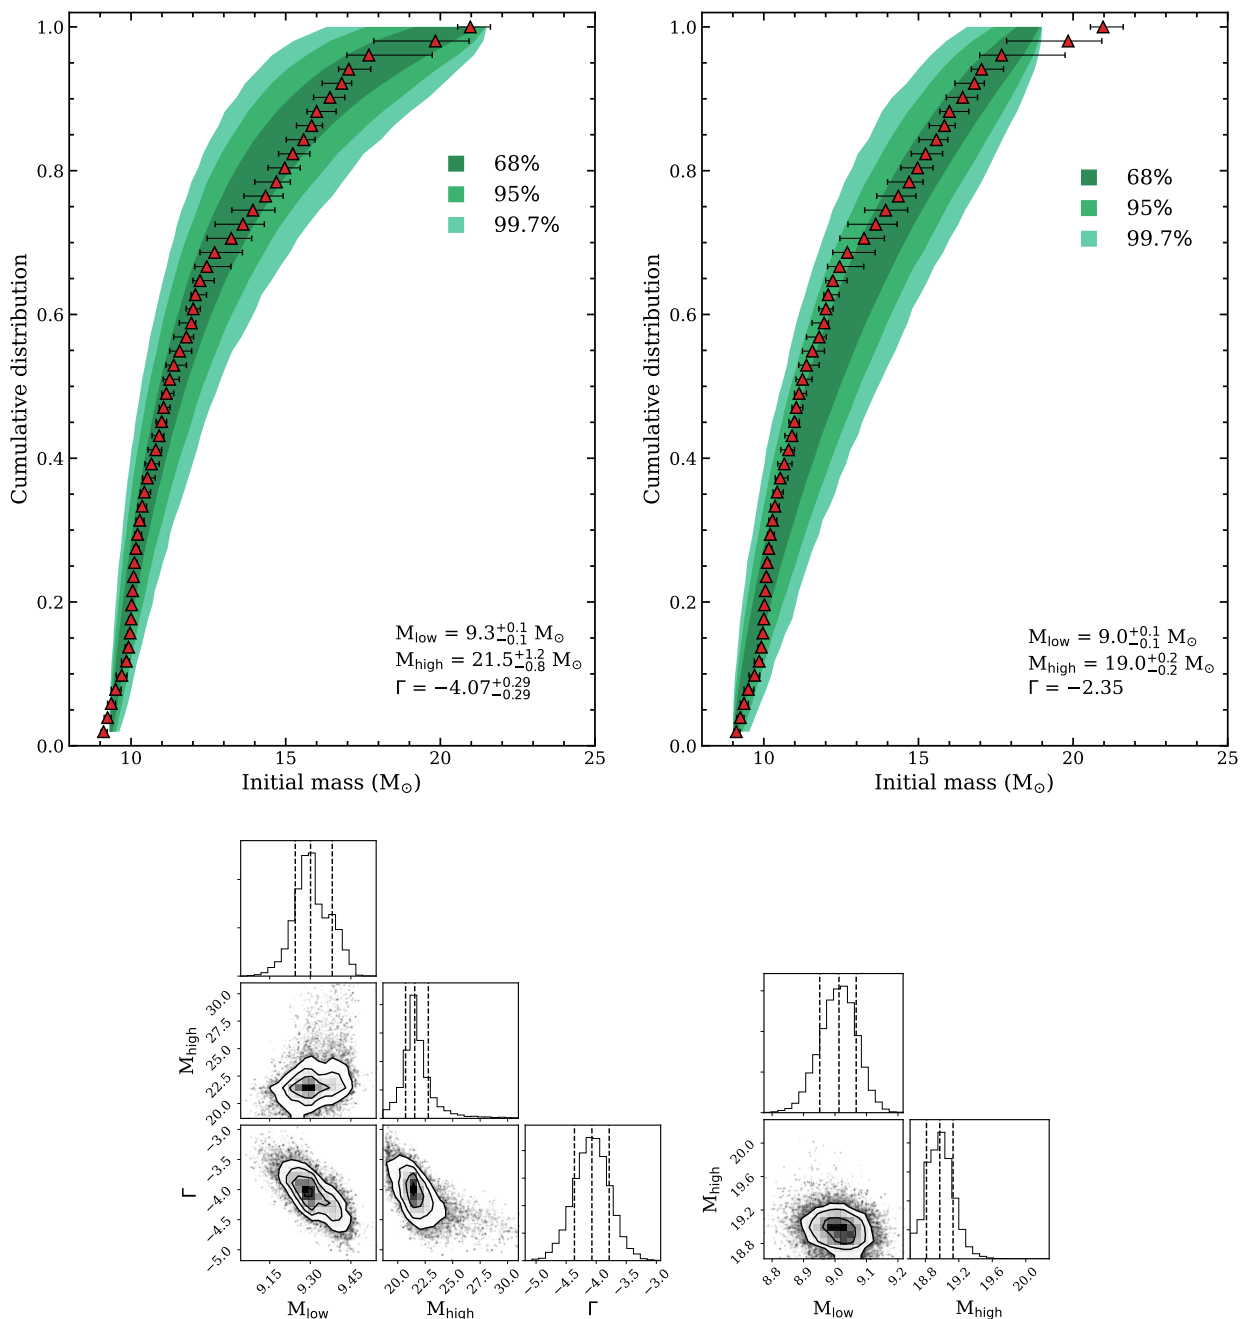 1.0
0.8
0.6
0.4
0.2
0.0
Cumulative distribution
68%
95%
99.7%
M_low = 9.3^{+0.1}_{−0.1} M_⊙
M_high = 21.5^{+1.2}_{−0.8} M_⊙
Γ = −4.07^{+0.29}_{−0.29}
10 15 20 25
Initial mass (M_⊙)
1.0
0.8
0.6
0.4
0.2
0.0
Cumulative distribution
68%
95%
99.7%
M_low = 9.0^{+0.1}_{−0.1} M_⊙
M_high = 19.0^{+0.2}_{−0.2} M_⊙
Γ = −2.35
10 15 20 25
Initial mass (M_⊙)
30.0
27.5
25.0
22.5
20.0
M_high
−3.0
−3.5
−4.0
−4.5
−5.0
Γ
9.15 9.30 9.45
M_low
20.0 22.5 25.0 27.5 30.0
M_high
−5.0 −4.5 −4.0 −3.5 −3.0
Γ
20.0
19.6
19.2
18.8
M_high
8.8 8.9 9.0 9.1 9.2
M_low
18.8 19.2 19.6 20.0
M_high